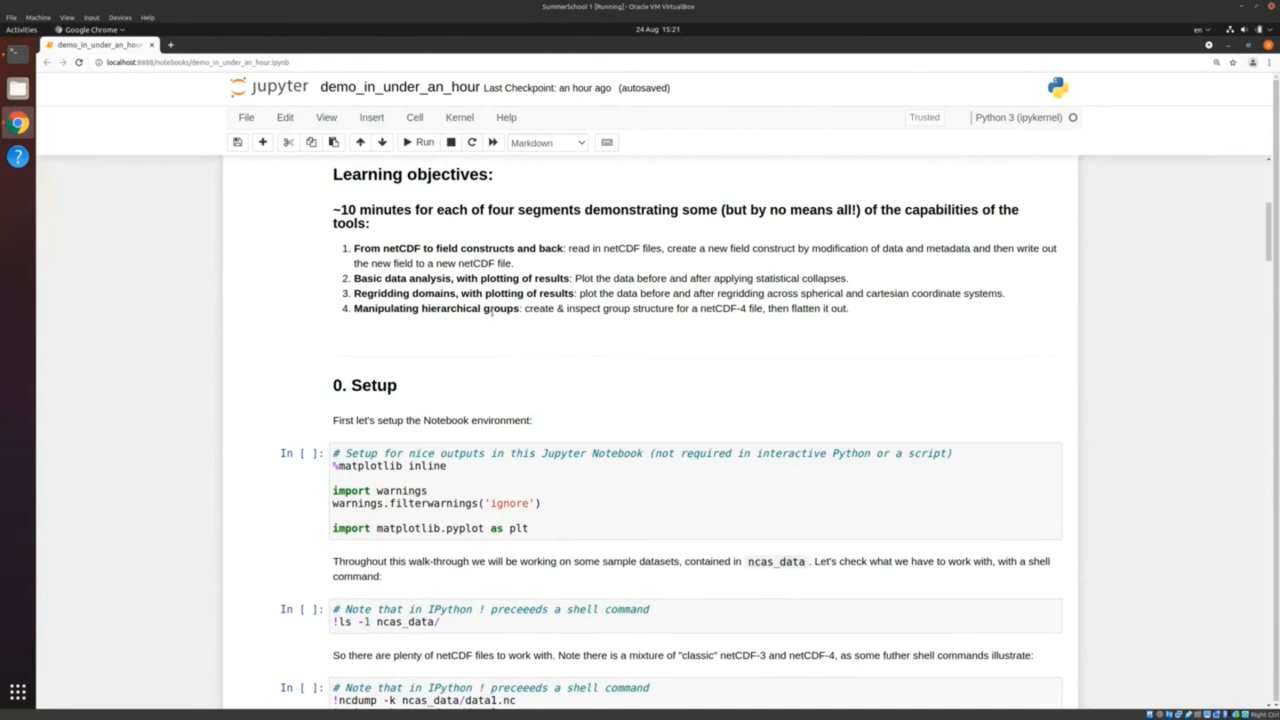 SummerSchool 1 [Running] - Oracle VM VirtualBox
File Machine View Input Devices Help
Activities Google Chrome 24 Aug 15:21 en
demo_in_under_an_hour
localhost:8888/notebooks/demo_in_under_an_hour.ipynb
jupyter demo_in_under_an_hour Last Checkpoint: an hour ago (autosaved)
File Edit View Insert Cell Kernel Help Trusted Python 3 (ipykernel)
Run Markdown
Learning objectives:
~10 minutes for each of four segments demonstrating some (but by no means all!) of the capabilities of the
tools:
1. From netCDF to field constructs and back: read in netCDF files, create a new field construct by modification of data and metadata and then write out
the new field to a new netCDF file.
2. Basic data analysis, with plotting of results: Plot the data before and after applying statistical collapses.
3. Regridding domains, with plotting of results: plot the data before and after regridding across spherical and cartesian coordinate systems.
4. Manipulating hierarchical groups: create & inspect group structure for a netCDF-4 file, then flatten it out.
0. Setup
First let's setup the Notebook environment:
In [ ]: # Setup for nice outputs in this Jupyter Notebook (not required in interactive Python or a script)
%matplotlib inline
import warnings
warnings.filterwarnings('ignore')
import matplotlib.pyplot as plt
Throughout this walk-through we will be working on some sample datasets, contained in ncas_data . Let's check what we have to work with, with a shell
command:
In [ ]: # Note that in IPython ! preceeeds a shell command
!ls -1 ncas_data/
So there are plenty of netCDF files to work with. Note there is a mixture of "classic" netCDF-3 and netCDF-4, as some futher shell commands illustrate:
In [ ]: # Note that in IPython ! preceeeds a shell command
!ncdump -k ncas_data/data1.nc
Right Ctrl